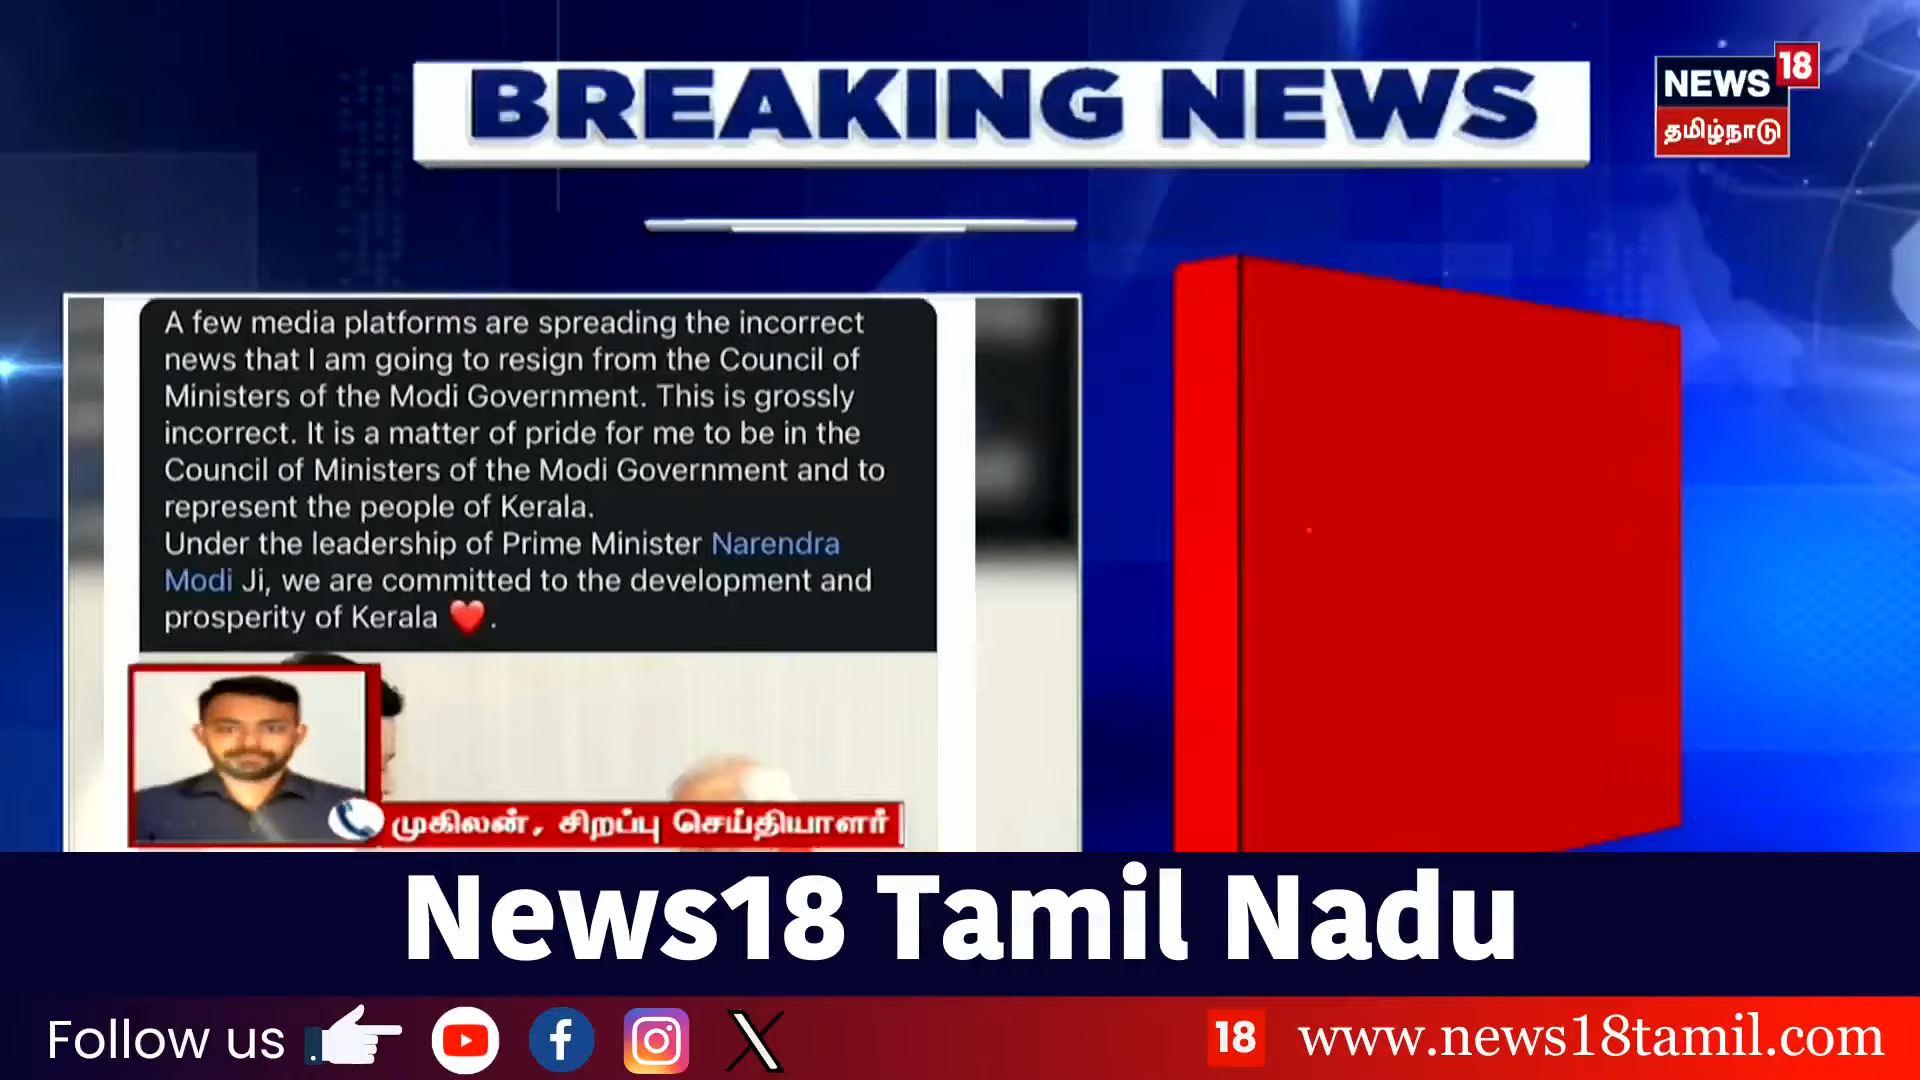 BREAKING NEWS
NEWS 18
தமிழ்நாடு
A few media platforms are spreading the incorrect
news that I am going to resign from the Council of
Ministers of the Modi Government. This is grossly
incorrect. It is a matter of pride for me to be in the
Council of Ministers of the Modi Government and to
represent the people of Kerala.
Under the leadership of Prime Minister Narendra
Modi Ji, we are committed to the development and
prosperity of Kerala ❤️.
முகிலன், சிறப்பு செய்தியாளர்
News18 Tamil Nadu
Follow us
18 www.news18tamil.com